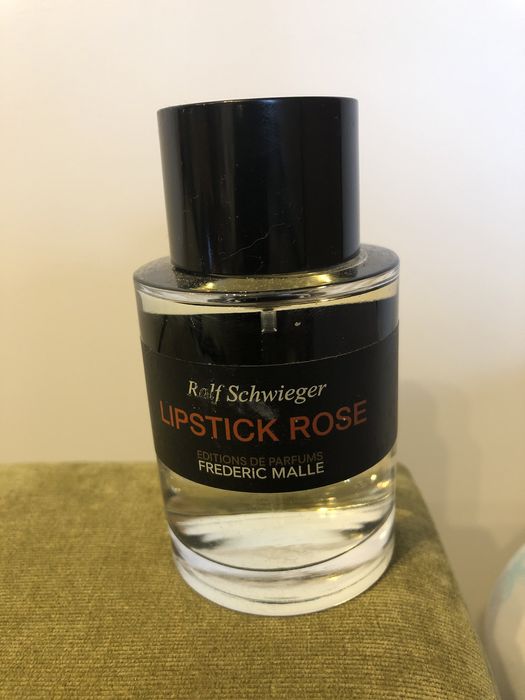 Ralf Schwieger
LIPSTICK ROSE
EDITIONS DE PARFUMS
FREDERIC MALLE